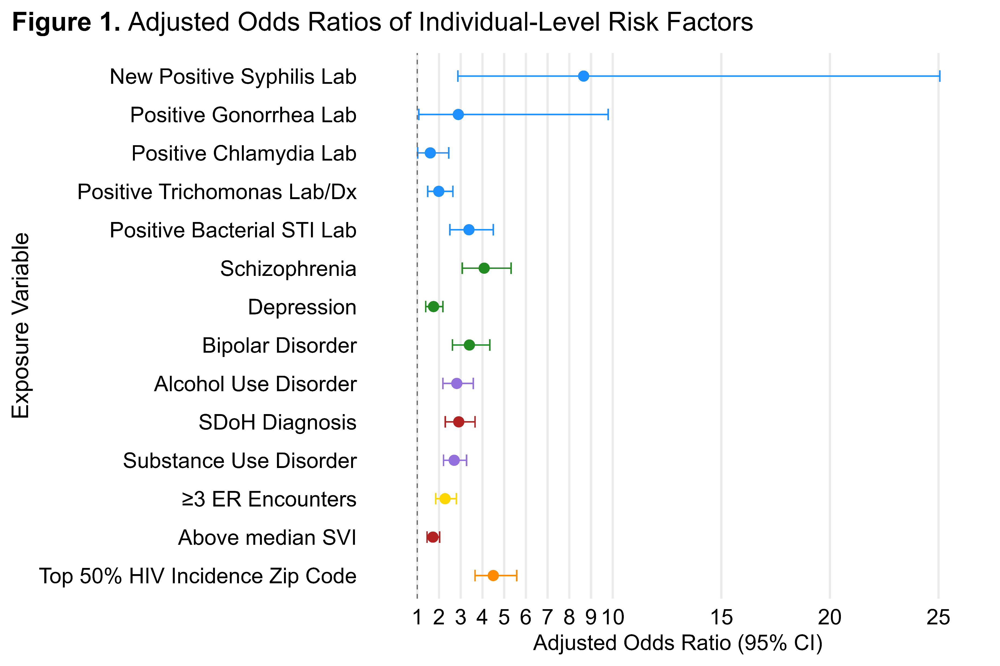 Figure 1. Adjusted Odds Ratios of Individual-Level Risk Factors
Exposure Variable
New Positive Syphilis Lab
Positive Gonorrhea Lab
Positive Chlamydia Lab
Positive Trichomonas Lab/Dx
Positive Bacterial STI Lab
Schizophrenia
Depression
Bipolar Disorder
Alcohol Use Disorder
SDoH Diagnosis
Substance Use Disorder
≥3 ER Encounters
Above median SVI
Top 50% HIV Incidence Zip Code
1 2 3 4 5 6 7 8 9 10 15 20 25
Adjusted Odds Ratio (95% CI)